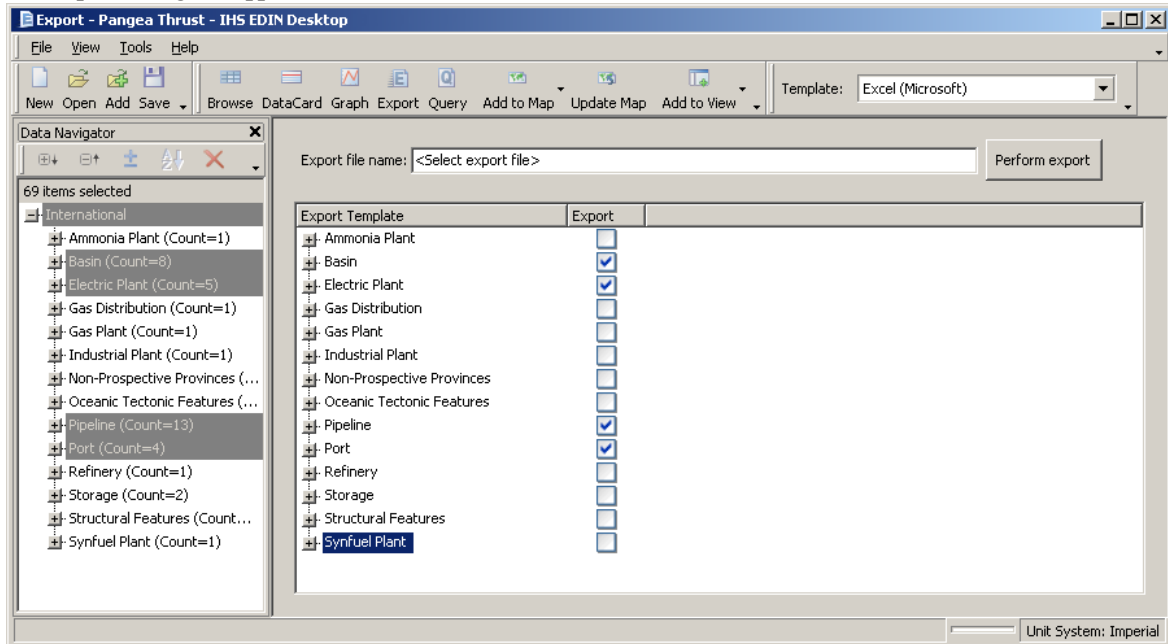 Export - Pangea Thrust - IHS EDIN Desktop
File View Tools Help
New Open Add Save Browse DataCard Graph Export Query Add to Map Update Map Add to View Template: Excel (Microsoft)
Data Navigator
69 items selected
International
Ammonia Plant (Count=1)
Basin (Count=8)
Electric Plant (Count=5)
Gas Distribution (Count=1)
Gas Plant (Count=1)
Industrial Plant (Count=1)
Non-Prospective Provinces (...
Oceanic Tectonic Features (...
Pipeline (Count=13)
Port (Count=4)
Refinery (Count=1)
Storage (Count=2)
Structural Features (Count...
Synfuel Plant (Count=1)
Export file name: <Select export file> Perform export
Export Template Export
Ammonia Plant
Basin
Electric Plant
Gas Distribution
Gas Plant
Industrial Plant
Non-Prospective Provinces
Oceanic Tectonic Features
Pipeline
Port
Refinery
Storage
Structural Features
Synfuel Plant
Unit System: Imperial